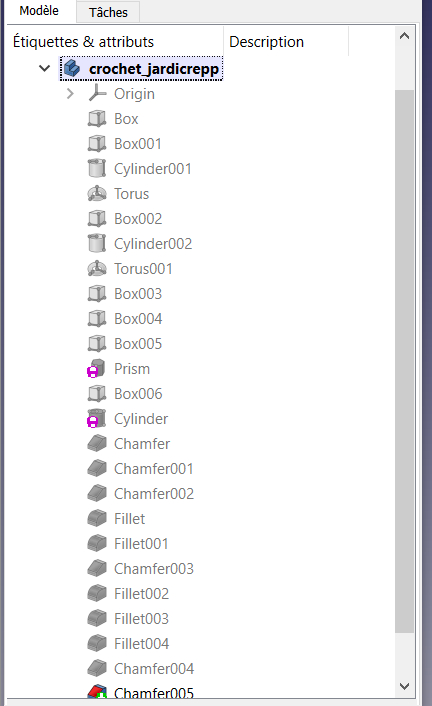 Modèle Tâches
Étiquettes & attributs Description
crochet_jardicrepp
Origin
Box
Box001
Cylinder001
Torus
Box002
Cylinder002
Torus001
Box003
Box004
Box005
Prism
Box006
Cylinder
Chamfer
Chamfer001
Chamfer002
Fillet
Fillet001
Chamfer003
Fillet002
Fillet003
Fillet004
Chamfer004
Chamfer005